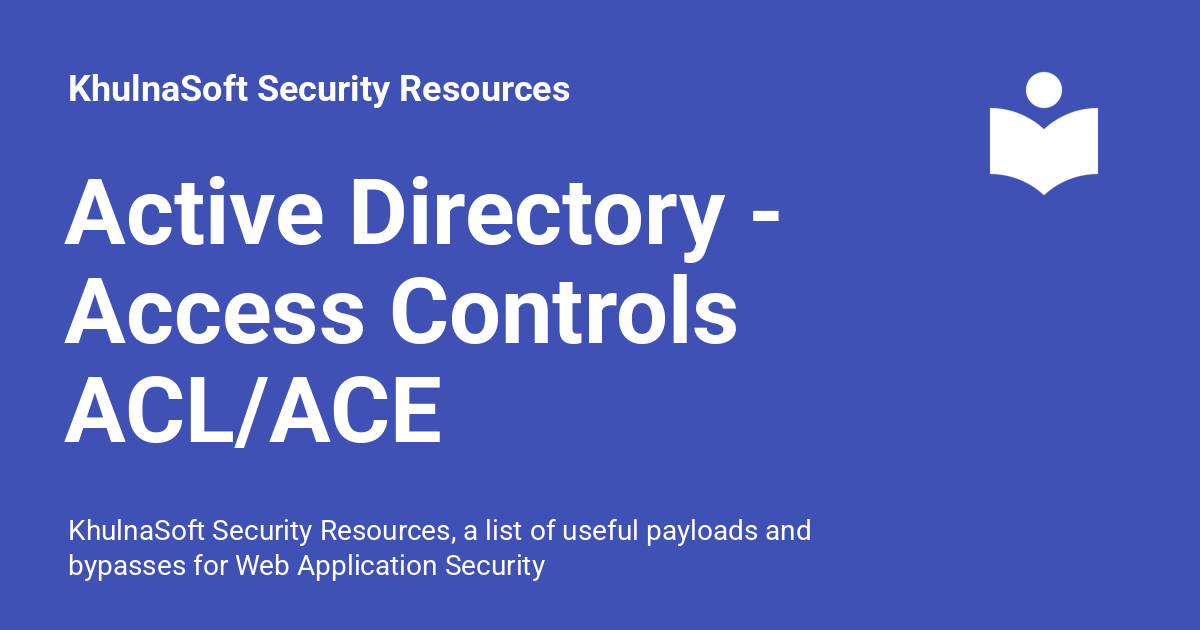 KhulnaSoft Security Resources
Active Directory -
Access Controls
ACL/ACE
KhulnaSoft Security Resources, a list of useful payloads and
bypasses for Web Application Security